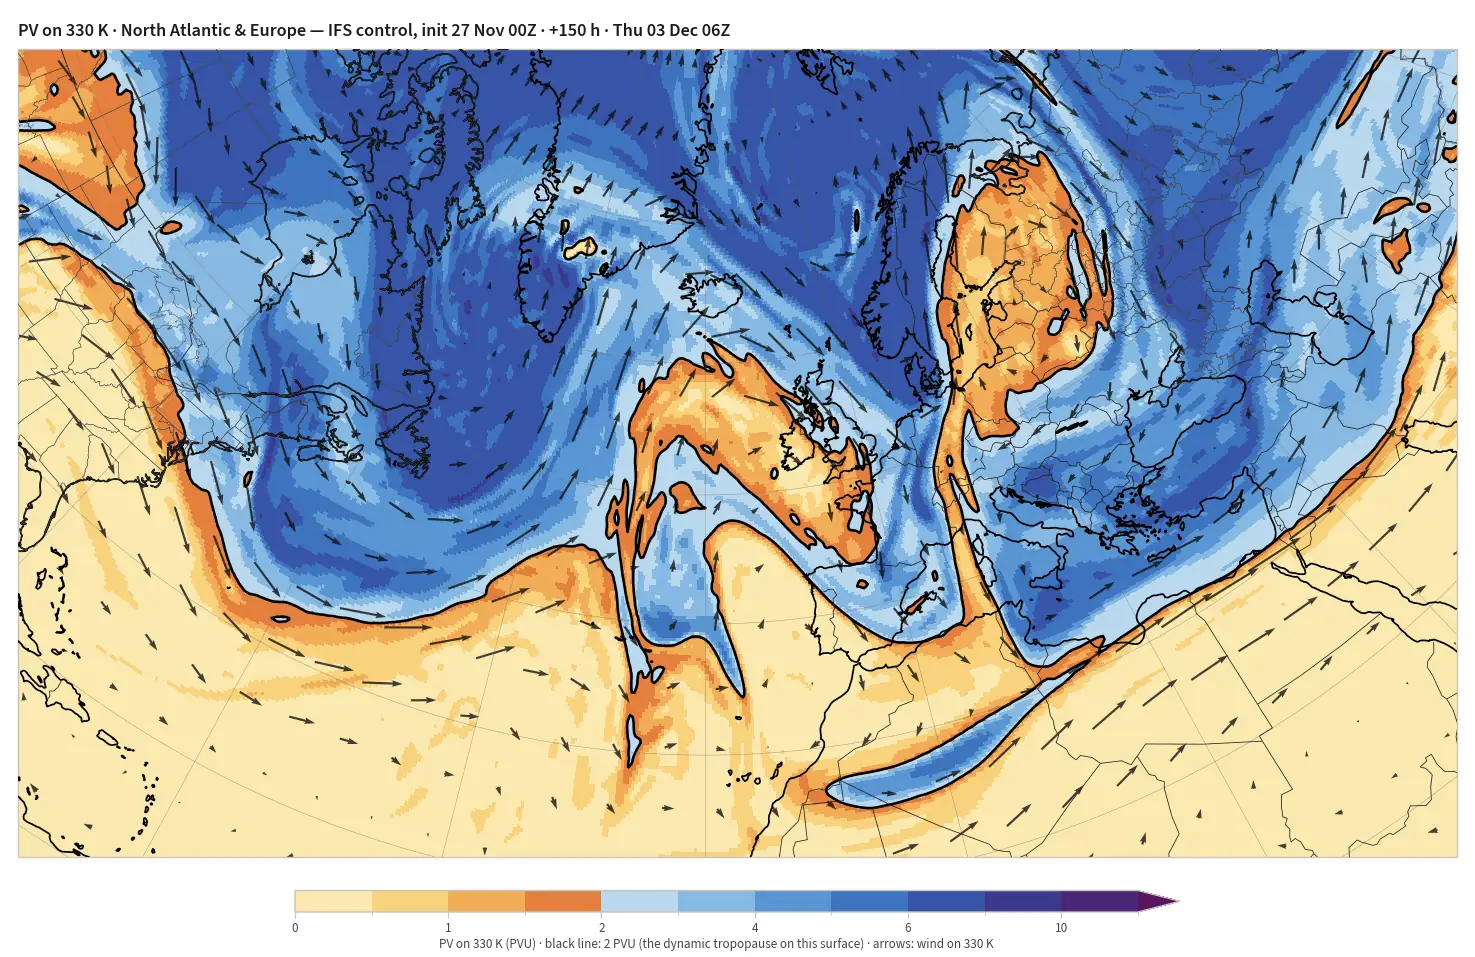 PV on 330 K · North Atlantic & Europe — IFS control, init 27 Nov 00Z · +150 h · Thu 03 Dec 06Z
0 1 2 4 6 10
PV on 330 K (PVU) · black line: 2 PVU (the dynamic tropopause on this surface) · arrows: wind on 330 K